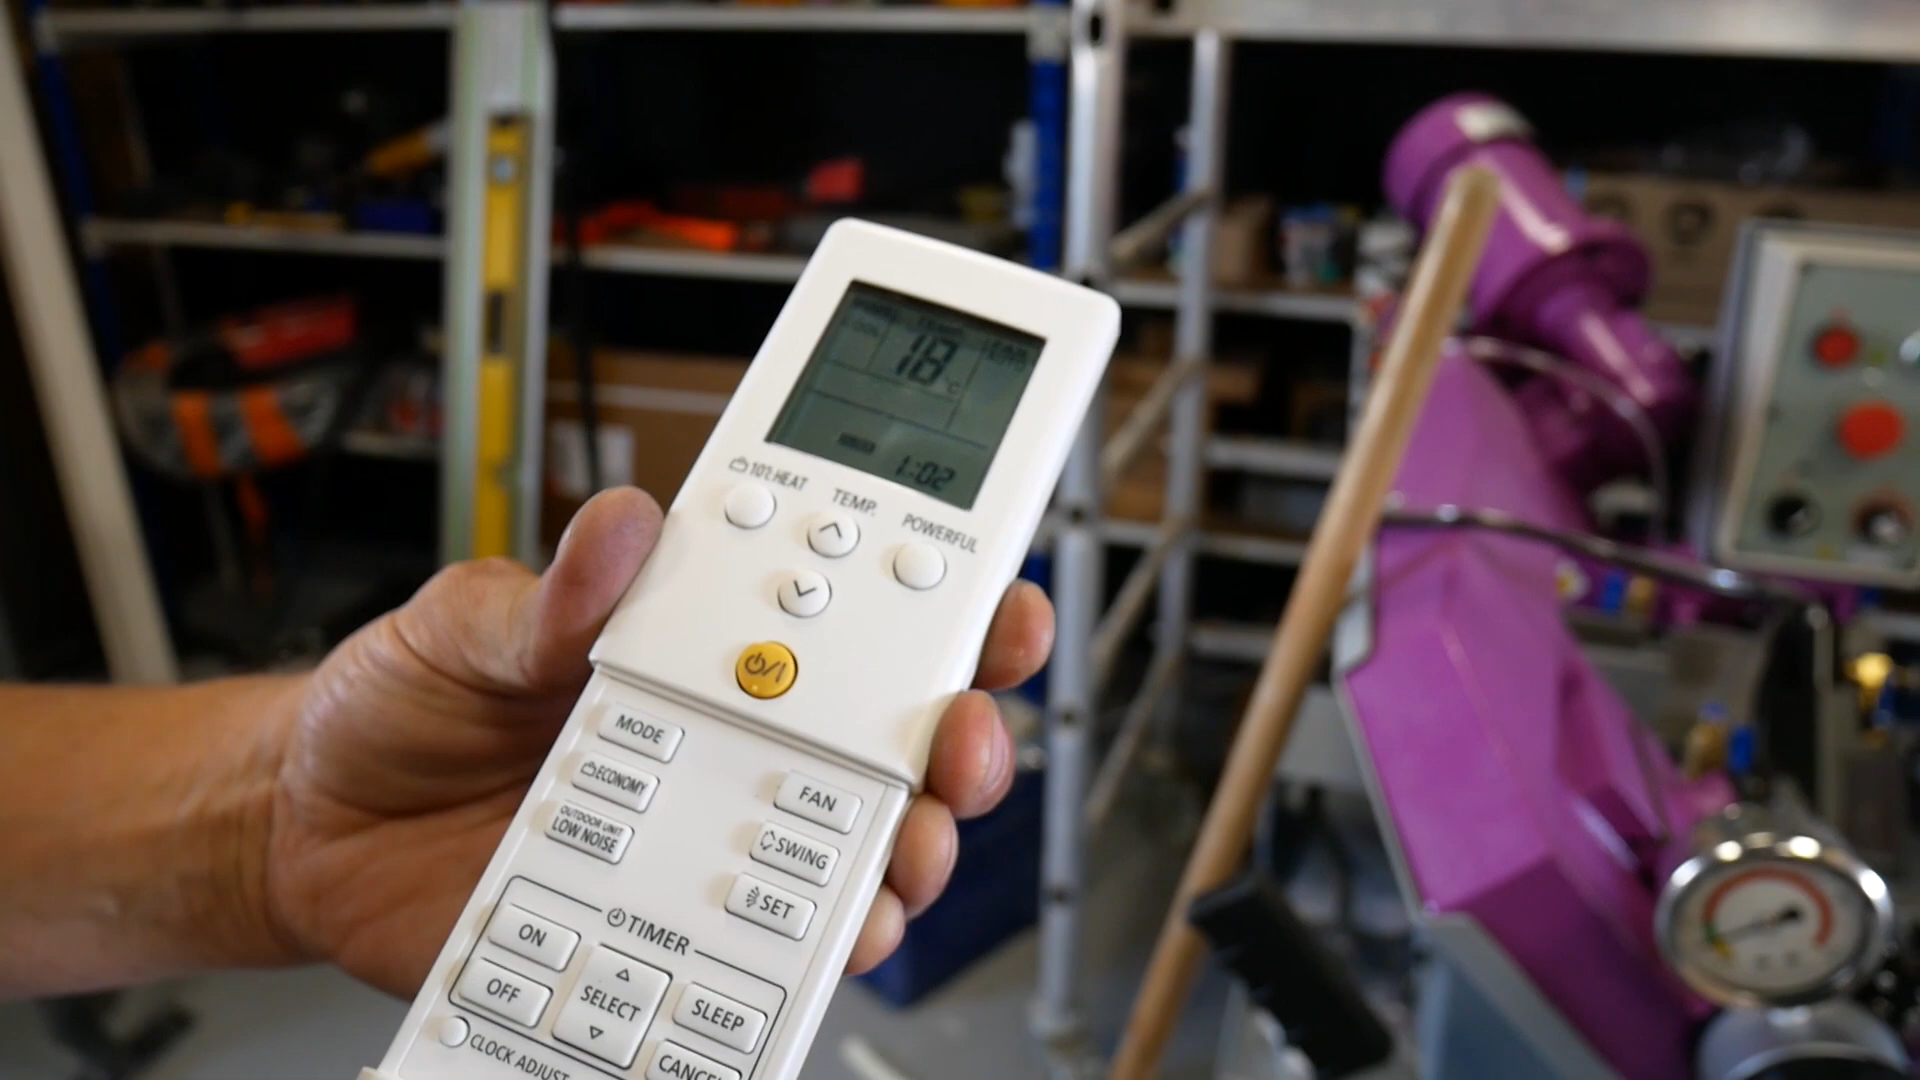 18°C
1:02
10℃HEAT
TEMP.
POWERFUL
MODE
ECONOMY
FAN
OUTDOOR UNIT
LOW NOISE
SWING
SET
TIMER
ON
OFF
SELECT
SLEEP
CLOCK ADJUST